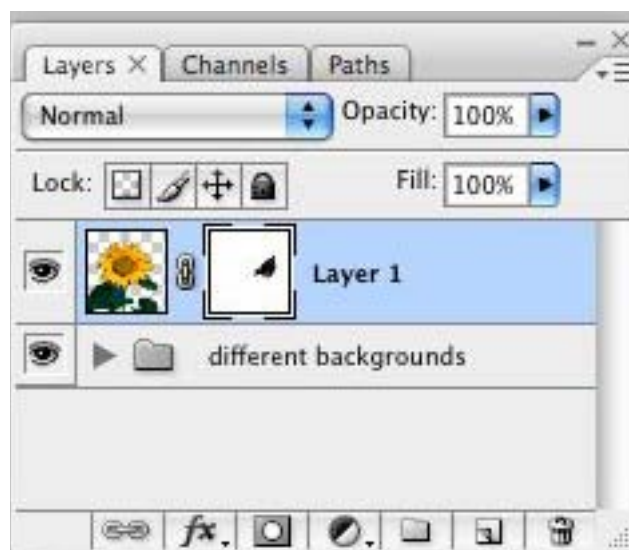 Layers Channels Paths
Normal Opacity: 100%
Lock: Fill: 100%
Layer 1
different backgrounds
fx.